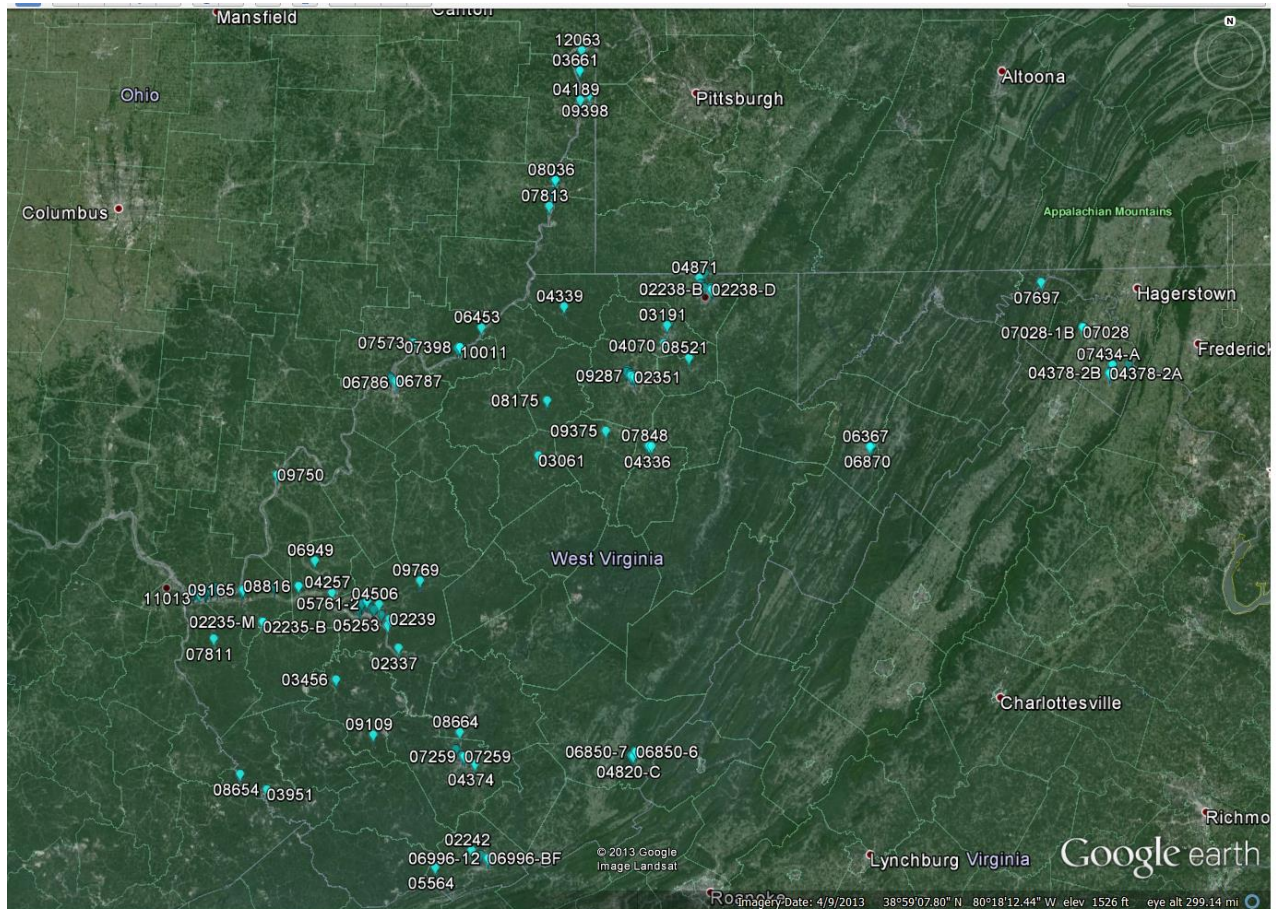 Mansfield
Canton
12063
03661
Altoona
04189
Ohio
Pittsburgh
09398
08036
07813
Columbus
Appalachian Mountains
04871
02238-B 02238-D
04339
07697
Hagerstown
03191
06453
07028-1B 07028
07573 07398 10011
04070 08521
Frederick
07434-A
09287 02351
04378-2B 04378-2A
06786 06787
08175
09375
07848
06367
03061
04336
06870
09750
06949
West Virginia
09769
09165 08816
04257
04506
11013
05761-2
02235-M 02235-B
05253
02239
07811
02337
03456
Charlottesville
09109
08664
07259 07259
06850-7 06850-6
04374
04820-C
08654
03951
Richmo
02242
06996-12 06996-BF
05564
© 2013 Google
Image Landsat
Lynchburg
Virginia
Google earth
Roanoke
Imagery Date: 4/9/2013 38°59'07.80" N 80°18'12.44" W elev 1526 ft eye alt 299.14 mi
N